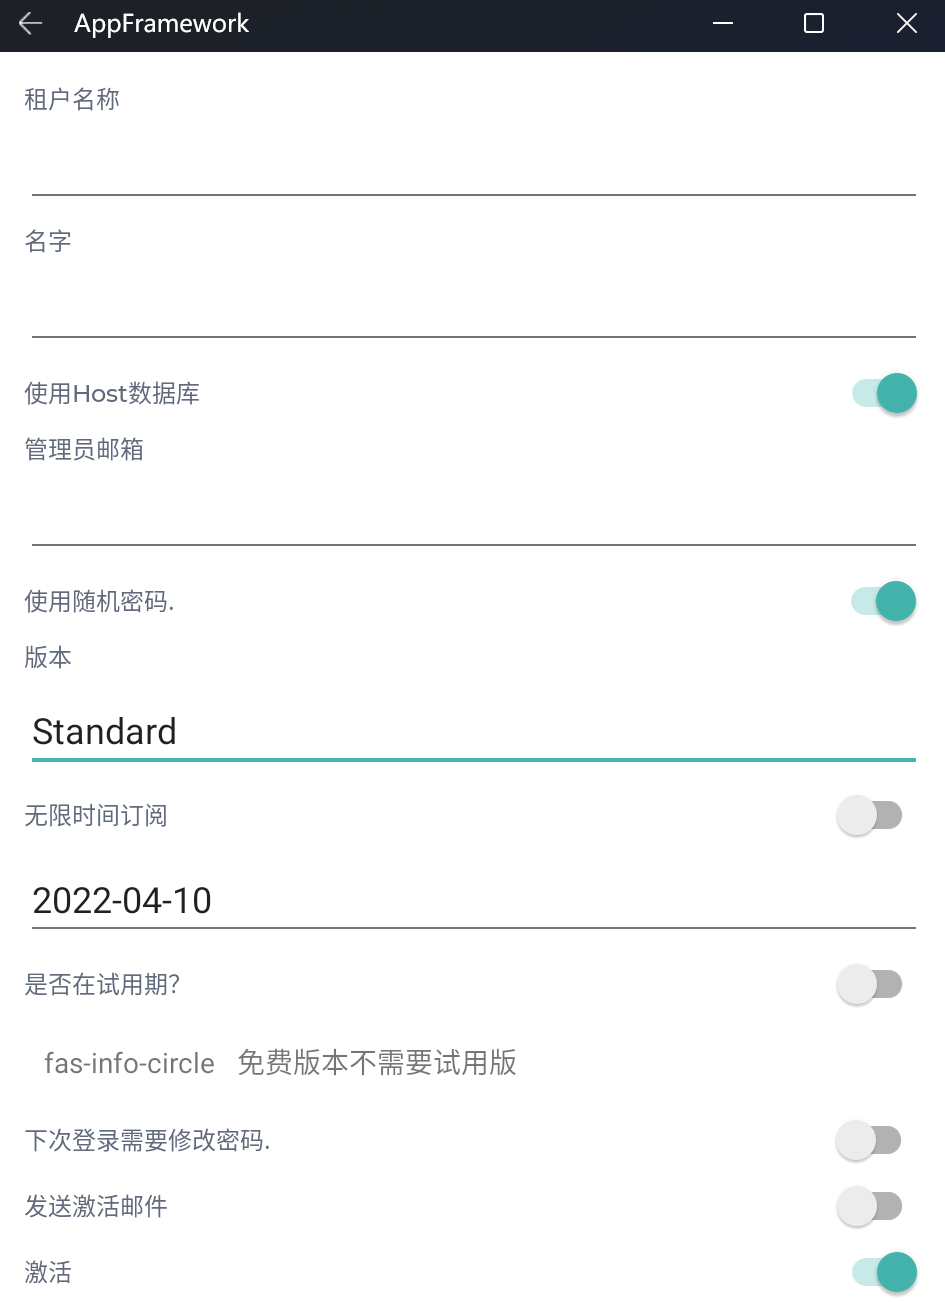 AppFramework
租户名称
名字
使用Host数据库
管理员邮箱
使用随机密码.
版本
Standard
无限时间订阅
2022-04-10
是否在试用期?
fas-info-circle 免费版本不需要试用版
下次登录需要修改密码.
发送激活邮件
激活